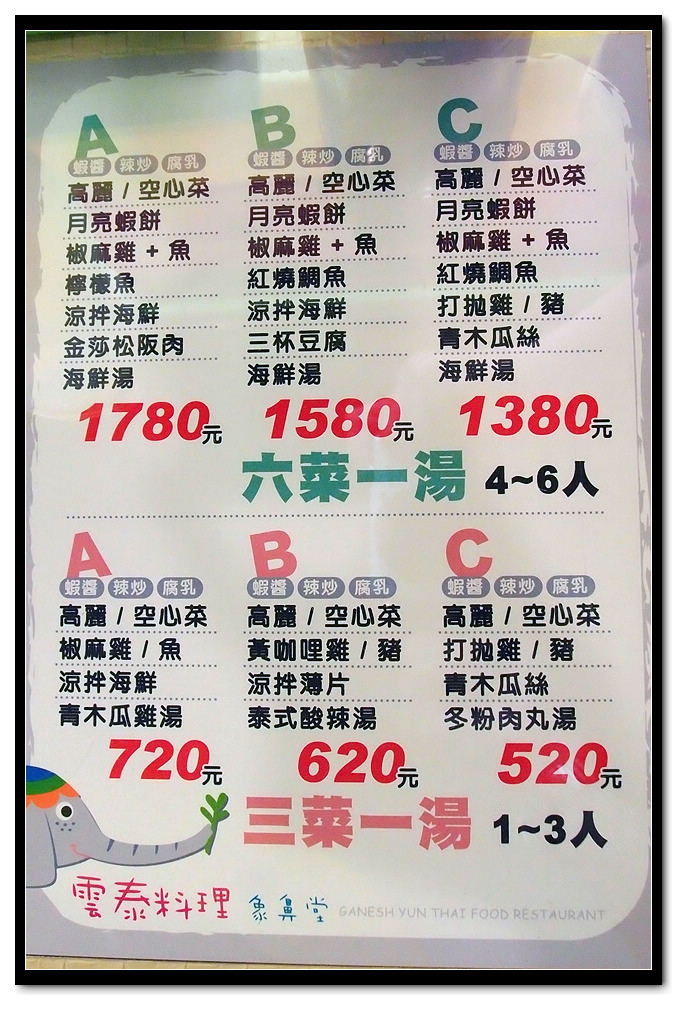 A
蝦醬 辣炒 腐乳
高麗 / 空心菜
月亮蝦餅
椒麻雞 + 魚
檸檬魚
涼拌海鮮
金莎松阪肉
海鮮湯
1780元
B
蝦醬 辣炒 腐乳
高麗 / 空心菜
月亮蝦餅
椒麻雞 + 魚
紅燒鯛魚
涼拌海鮮
三杯豆腐
海鮮湯
1580元
C
蝦醬 辣炒 腐乳
高麗 / 空心菜
月亮蝦餅
椒麻雞 + 魚
紅燒鯛魚
打拋雞 / 豬
青木瓜絲
海鮮湯
1380元
六菜一湯 4~6人
A
蝦醬 辣炒 腐乳
高麗 / 空心菜
椒麻雞 / 魚
涼拌海鮮
青木瓜雞湯
720元
B
蝦醬 辣炒 腐乳
高麗 / 空心菜
黃咖哩雞 / 豬
涼拌薄片
泰式酸辣湯
620元
C
蝦醬 辣炒 腐乳
高麗 / 空心菜
打拋雞 / 豬
青木瓜絲
冬粉肉丸湯
520元
三菜一湯 1~3人
雲泰料理 象鼻堂 GANESH YUN THAI FOOD RESTAURANT